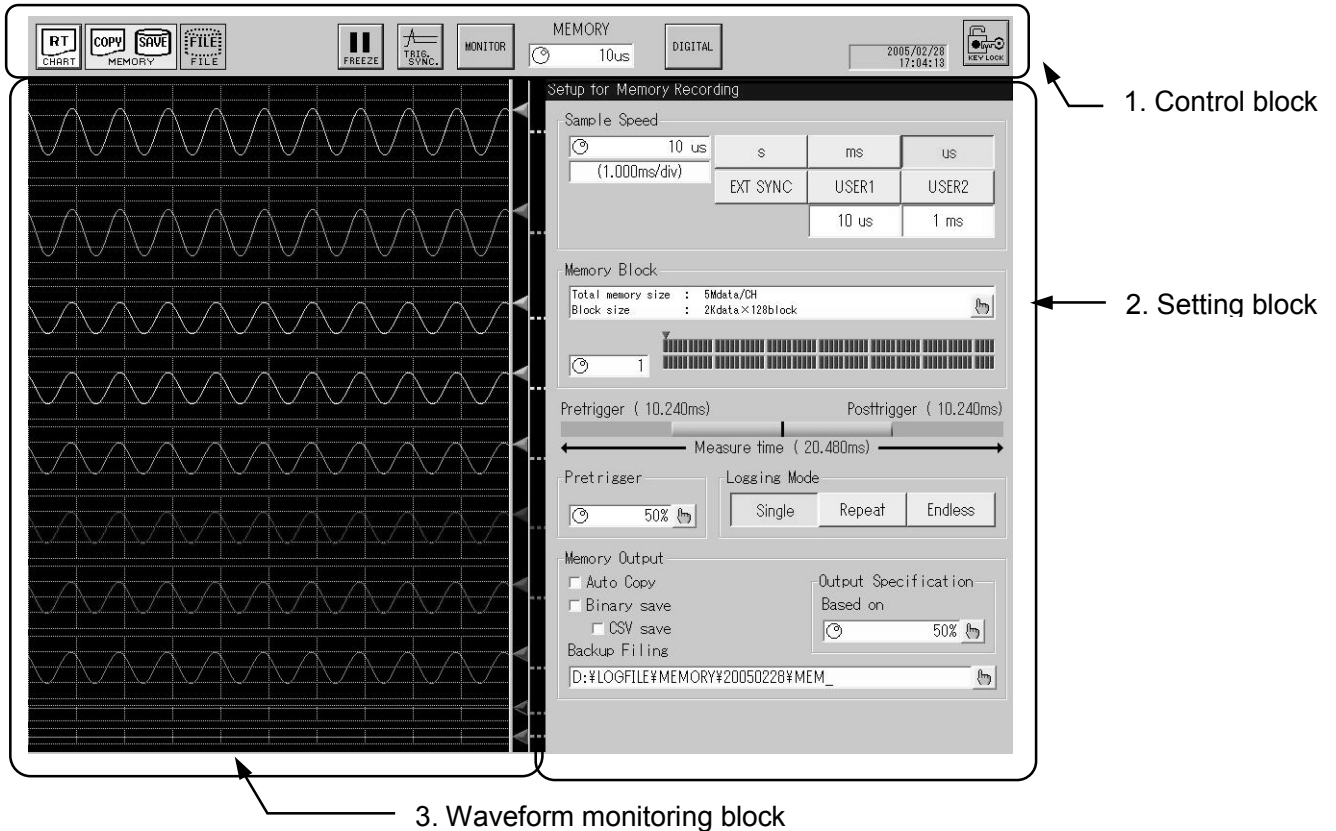 RT
CHART
COPY SAVE
MEMORY
FILE
FILE
FREEZE
TRIG.
SYNC.
MONITOR
MEMORY
10us
DIGITAL
2005/02/28
17:04:13
KEY LOCK
1. Control block
Setup for Memory Recording
Sample Speed
10 us
s ms us
(1.000ms/div)
EXT SYNC USER1 USER2
10 us 1 ms
Memory Block
Total memory size : 5Mdata/CH
Block size : 2Kdata×128block
2. Setting block
1
Pretrigger ( 10.240ms) Posttrigger ( 10.240ms)
Measure time ( 20.480ms)
Pretrigger
50%
Logging Mode
Single Repeat Endless
Memory Output
Auto Copy
Binary save
CSV save
Output Specification
Based on
50%
Backup Filing
D:¥LOGFILE¥MEMORY¥20050228¥MEM_
3. Waveform monitoring block